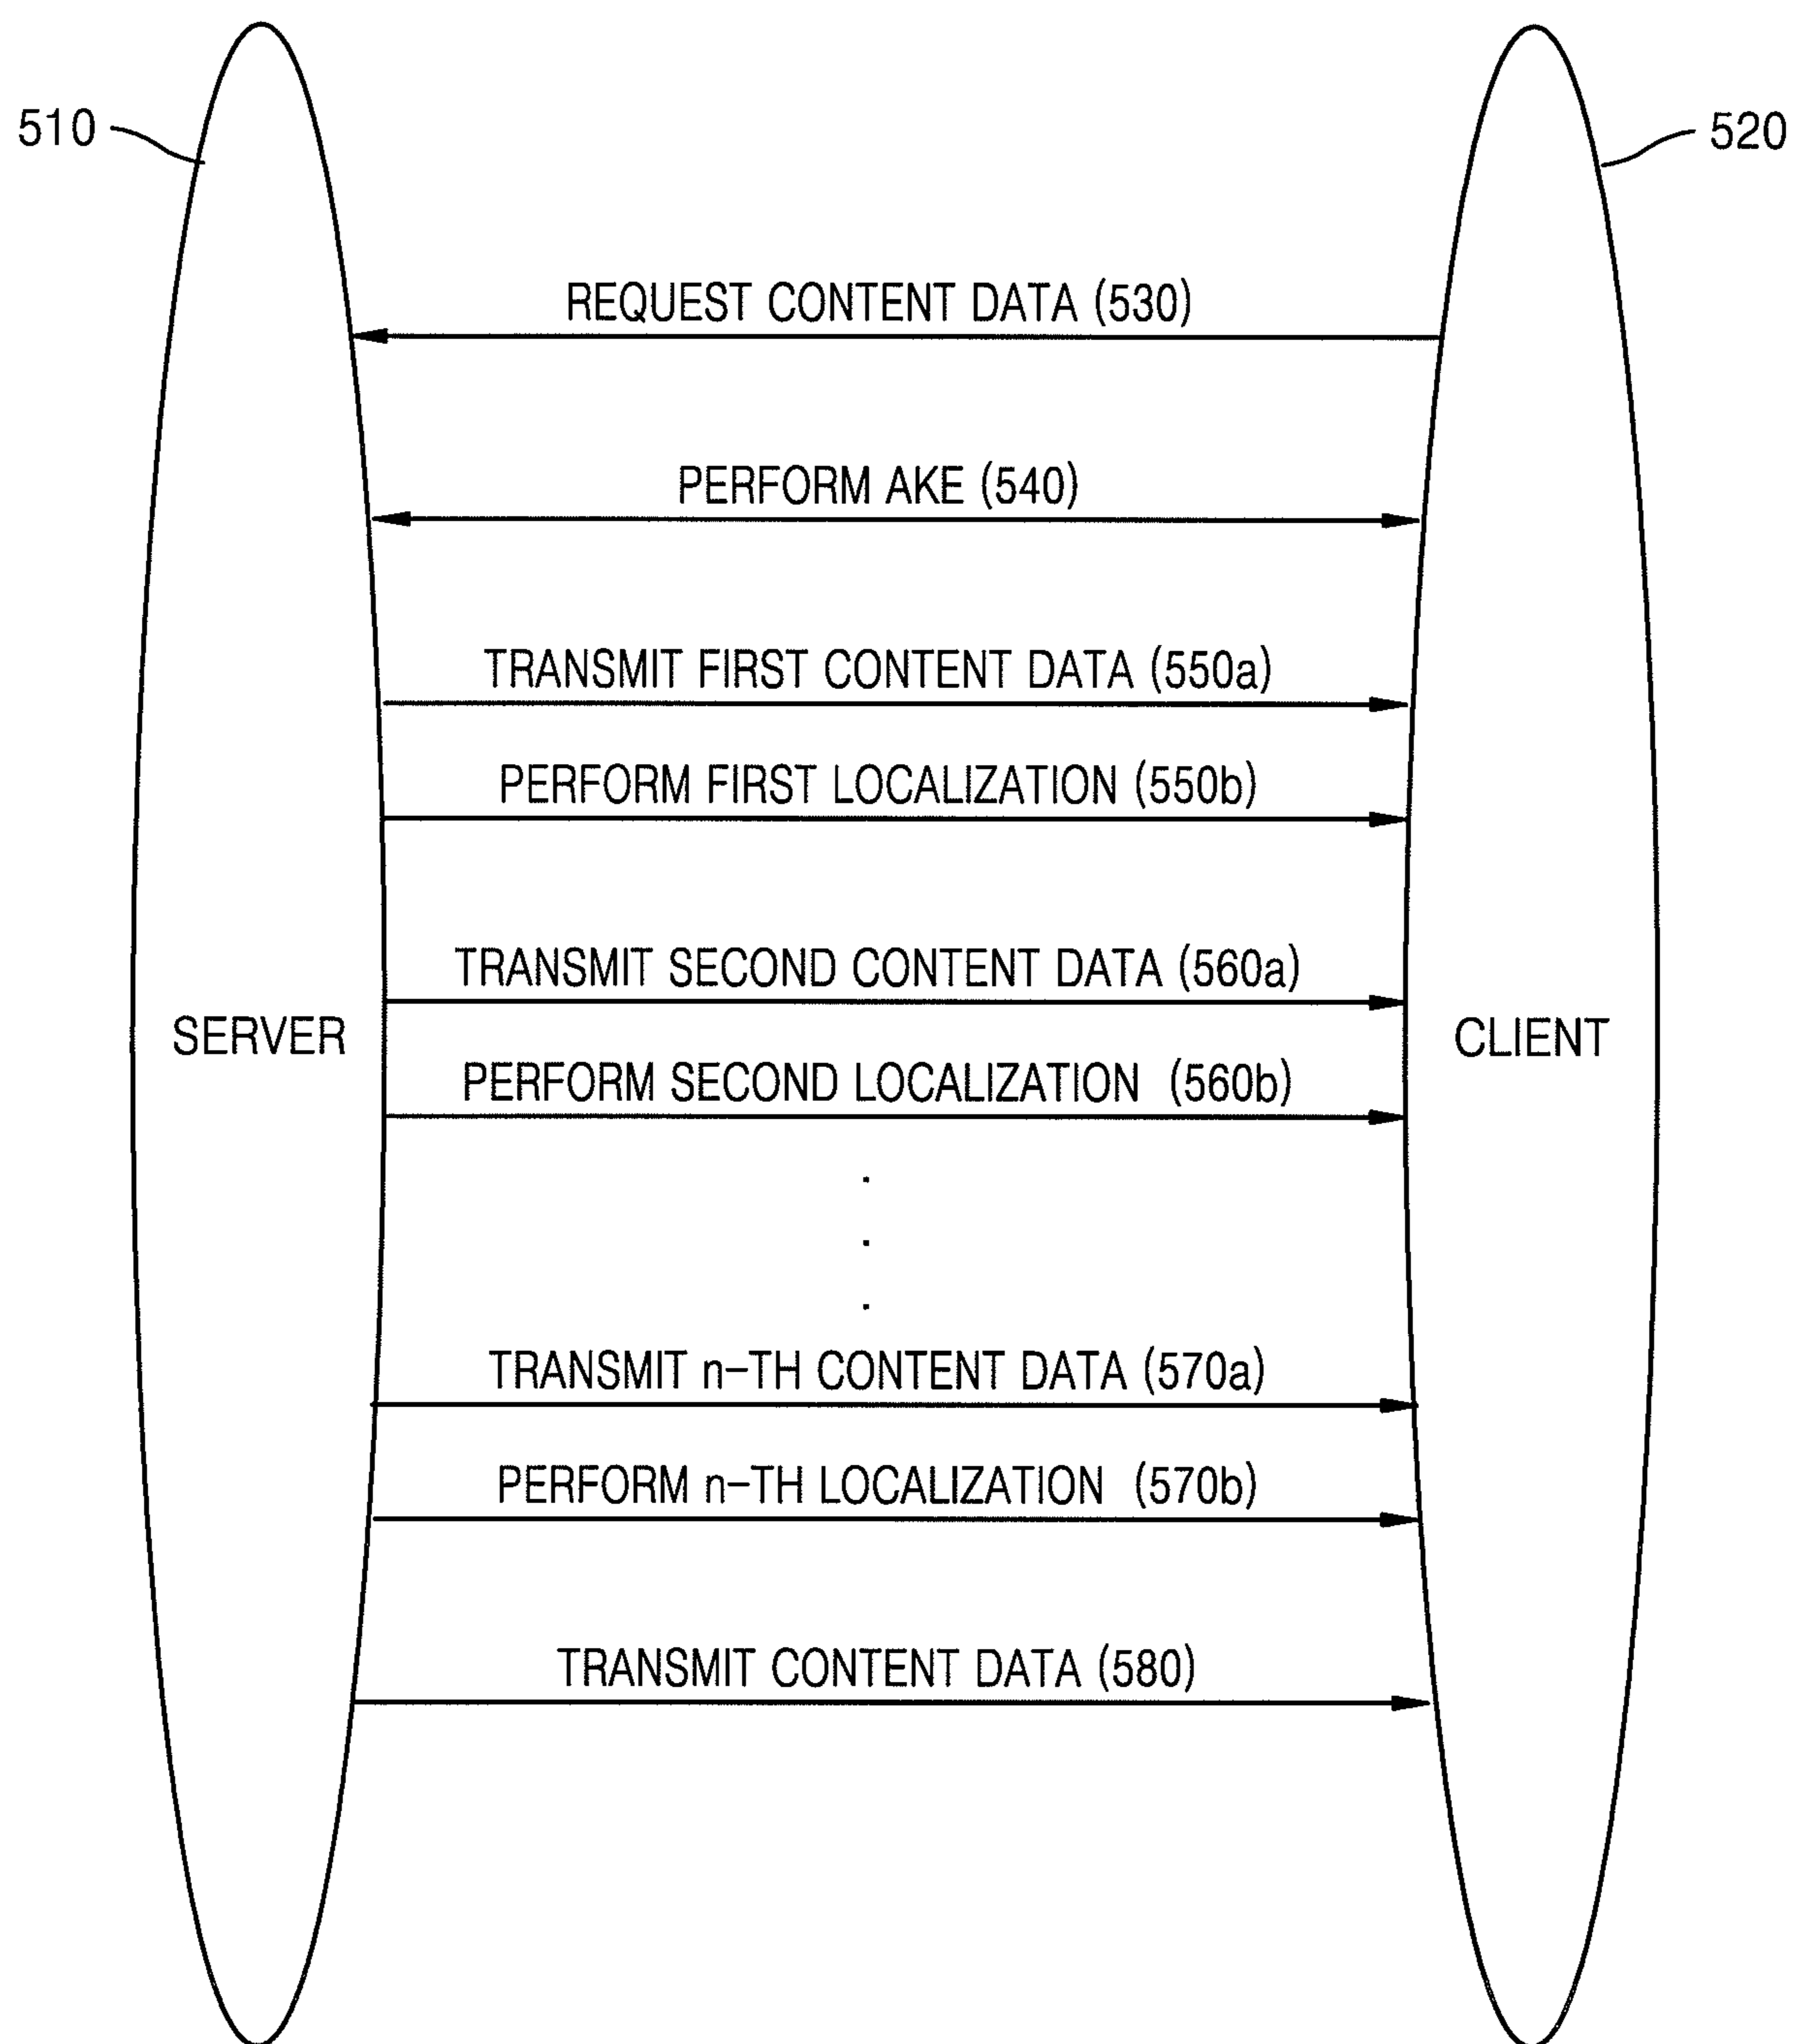 510
520
REQUEST CONTENT DATA (530)
PERFORM AKE (540)
TRANSMIT FIRST CONTENT DATA (550a)
PERFORM FIRST LOCALIZATION (550b)
TRANSMIT SECOND CONTENT DATA (560a)
SERVER
CLIENT
PERFORM SECOND LOCALIZATION (560b)
.
.
.
TRANSMIT n-TH CONTENT DATA (570a)
PERFORM n-TH LOCALIZATION (570b)
TRANSMIT CONTENT DATA (580)